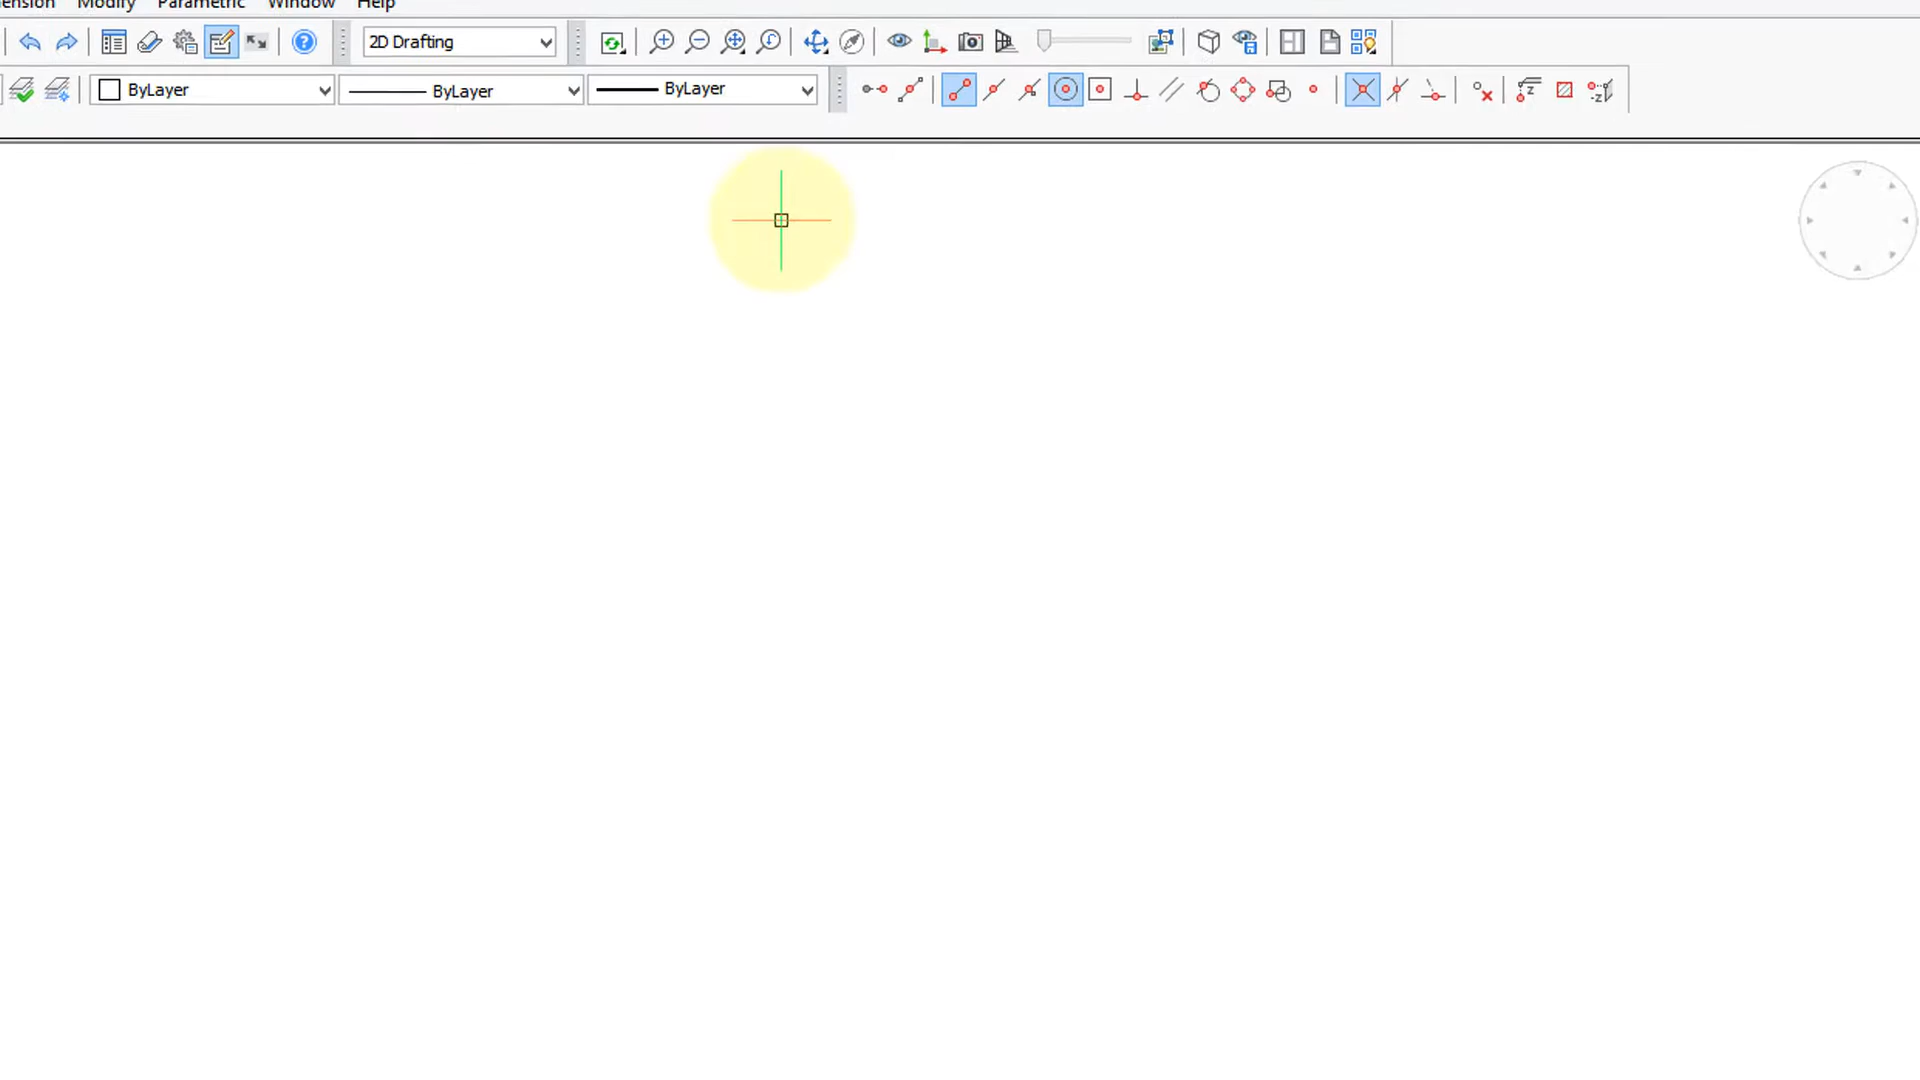 ension Modify Parametric Window Help
2D Drafting
ByLayer ByLayer ByLayer